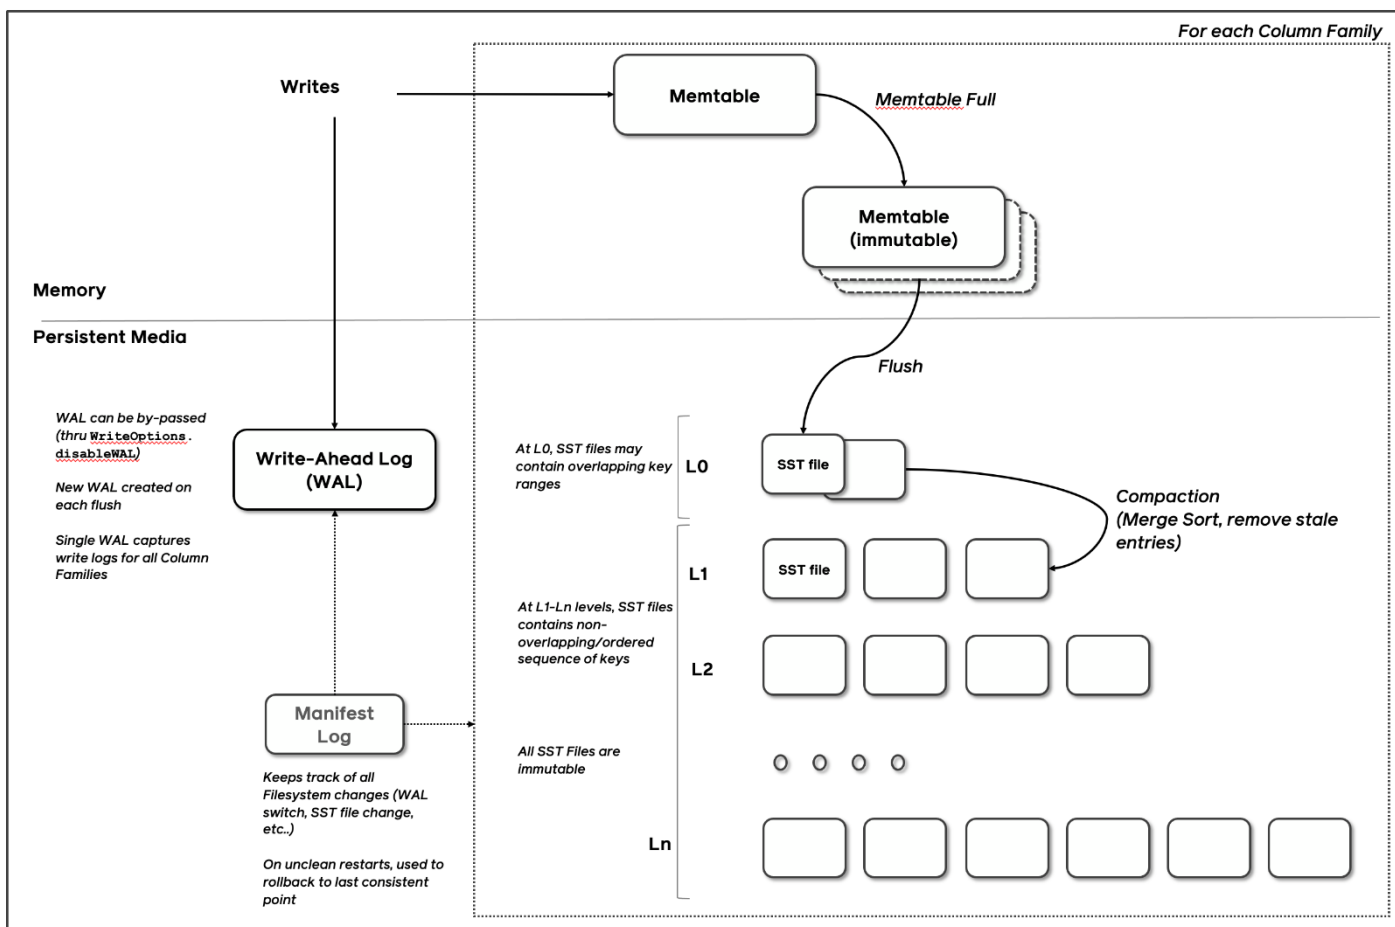 For each Column Family
Writes
Memtable
Memtable Full
Memtable
(immutable)
Memory
Persistent Media
Flush
WAL can be by-passed
(thru WriteOptions.
disableWAL)
New WAL created on
each flush
Single WAL captures
write logs for all Column
Families
Write-Ahead Log
(WAL)
At L0, SST files may
contain overlapping key
ranges
L0
SST file
Compaction
(Merge Sort, remove stale
entries)
L1
SST file
At L1-Ln levels, SST files
contains non-
overlapping/ordered
sequence of keys
L2
Manifest
Log
All SST Files are
immutable
Keeps track of all
Filesystem changes (WAL
switch, SST file change,
etc..)
On unclean restarts, used to
rollback to last consistent
point
Ln